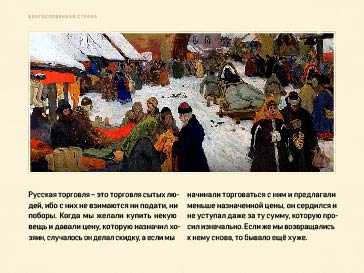 БЛАГОСЛОВЕННАЯ СТРАНА
Русская торговля – это торговля сытых лю-
дей, ибо с них не взимаются ни подати, ни
поборы. Когда мы желали купить некую
вещь и давали цену, которую назначил хо-
зяин, случалось он делал скидку, а если мы
начинали торговаться с ним и предлагали
меньше назначенной цены, он сердился и
не уступал даже за ту сумму, которую про-
сил изначально. Если же мы возвращались
к нему снова, то бывало ещё хуже.